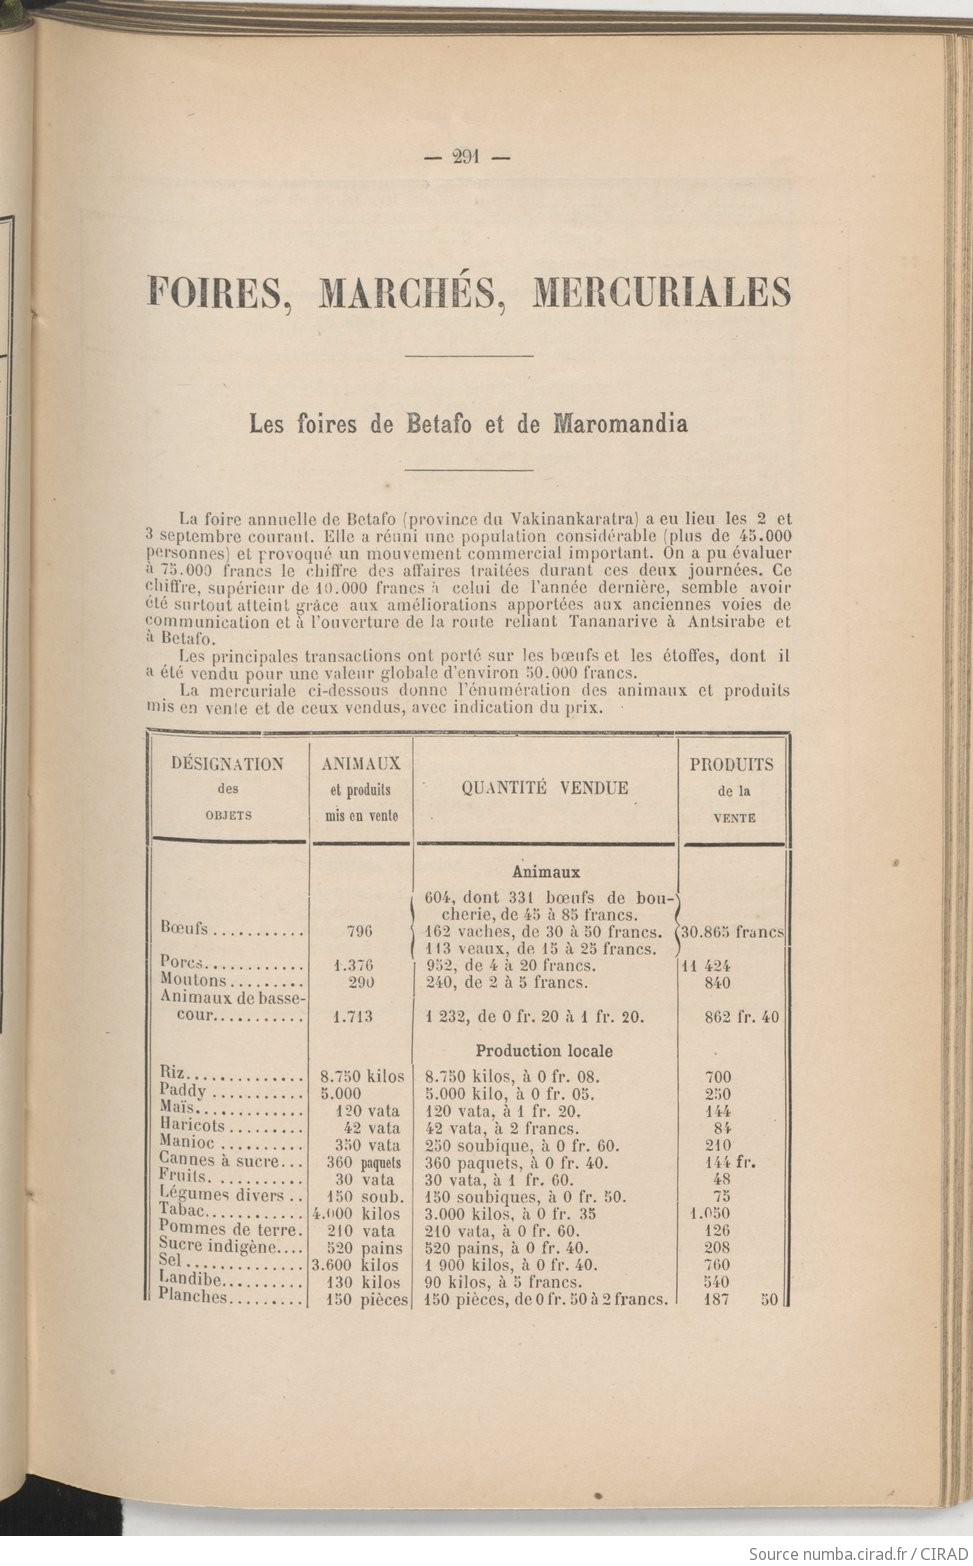 — 291 —
FOIRES, MARCHÉS, MERCURIALES
Les foires de Betafo et de Maromandia
La foire annuelle de Betafo (province du Vakinankaratra) a eu lieu les 2 et
3 septembre courant. Elle a réuni une population considérable (plus de 45.000
personnes) et provoqué un mouvement commercial important. On a pu évaluer
à 75.000 francs le chiffre des affaires traitées durant ces deux journées. Ce
chiffre, supérieur de 10.000 francs à celui de l'année dernière, semble avoir
été surtout atteint grâce aux améliorations apportées aux anciennes voies de
communication et à l'ouverture de la route reliant Tananarive à Antsirabe et
à Betafo.
Les principales transactions ont porté sur les bœufs et les étoffes, dont il
a été vendu pour une valeur globale d'environ 50.000 francs.
La mercuriale ci-dessous donne l'énumération des animaux et produits
mis en vente et de ceux vendus, avec indication du prix.
DÉSIGNATION des OBJETS | ANIMAUX et produits mis en vente | QUANTITÉ VENDUE | PRODUITS de la VENTE
Animaux
604, dont 331 bœufs de bou-
cherie, de 45 à 85 francs.
Bœufs........... 796 162 vaches, de 30 à 50 francs. 30.865 francs
113 veaux, de 15 à 25 francs.
Porcs............ 1.376 952, de 4 à 20 francs. 11 424
Moutons......... 290 240, de 2 à 5 francs. 840
Animaux de basse-
cour........... 1.713 1 232, de 0 fr. 20 à 1 fr. 20. 862 fr. 40
Production locale
Riz.............. 8.750 kilos 8.750 kilos, à 0 fr. 08. 700
Paddy ........... 5.000 5.000 kilo, à 0 fr. 05. 250
Maïs............. 120 vata 120 vata, à 1 fr. 20. 144
Haricots......... 42 vata 42 vata, à 2 francs. 84
Manioc .......... 350 vata 250 soubique, à 0 fr. 60. 210
Cannes à sucre... 360 paquets 360 paquets, à 0 fr. 40. 144 fr.
Fruits. .......... 30 vata 30 vata, à 1 fr. 60. 48
Légumes divers .. 150 soub. 150 soubiques, à 0 fr. 50. 75
Tabac............ 4.000 kilos 3.000 kilos, à 0 fr. 35 1.050
Pommes de terre. 210 vata 210 vata, à 0 fr. 60. 126
Sucre indigène.... 520 pains 520 pains, à 0 fr. 40. 208
Sel .............. 3.600 kilos 1 900 kilos, à 0 fr. 40. 760
Landibe.......... 130 kilos 90 kilos, à 5 francs. 540
Planches......... 150 pièces 150 pièces, de 0 fr. 50 à 2 francs. 187 50
Source numba.cirad.fr / CIRAD